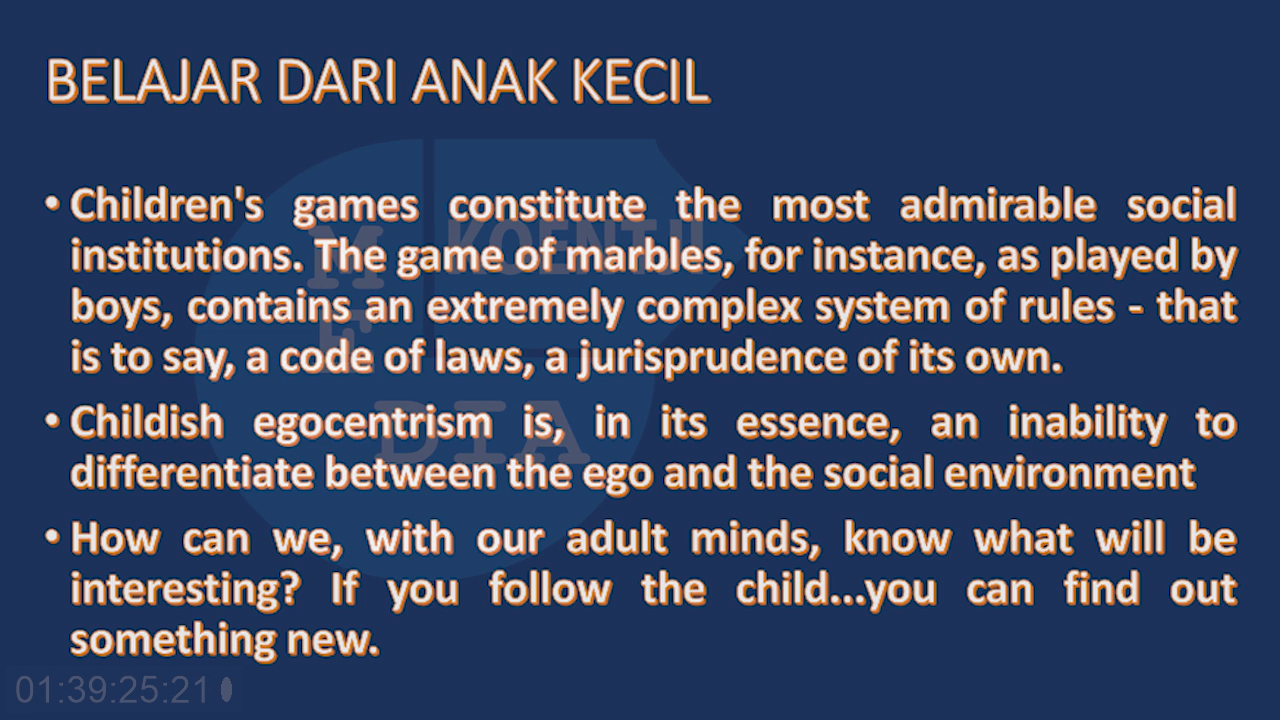 BELAJAR DARI ANAK KECIL
• Children's games constitute the most admirable social
institutions. The game of marbles, for instance, as played by
boys, contains an extremely complex system of rules - that
is to say, a code of laws, a jurisprudence of its own.
• Childish egocentrism is, in its essence, an inability to
differentiate between the ego and the social environment
• How can we, with our adult minds, know what will be
interesting? If you follow the child...you can find out
something new.
01:39:25:21